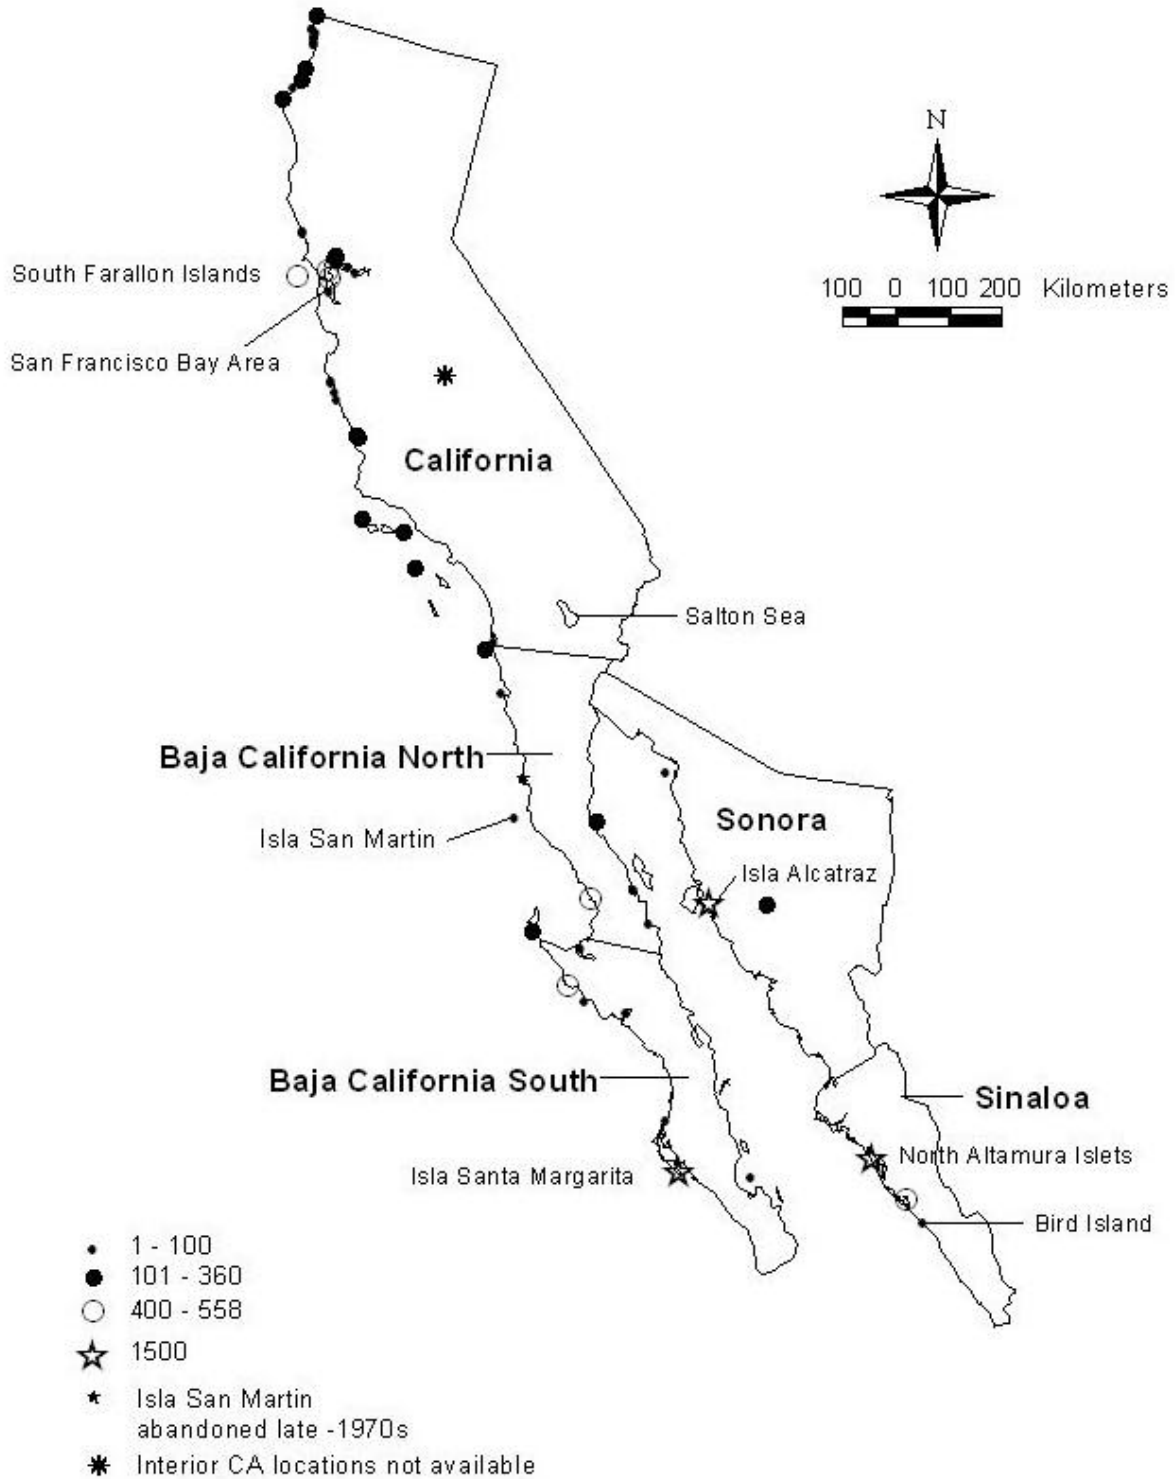 N
100 0 100 200 Kilometers
South Farallon Islands
San Francisco Bay Area
California
Salton Sea
Baja California North
Sonora
Isla San Martin
Isla Alcatraz
Baja California South
Sinaloa
North Altamura Islets
Isla Santa Margarita
Bird Island
1 - 100
101 - 360
400 - 558
1500
Isla San Martin
abandoned late -1970s
Interior CA locations not available